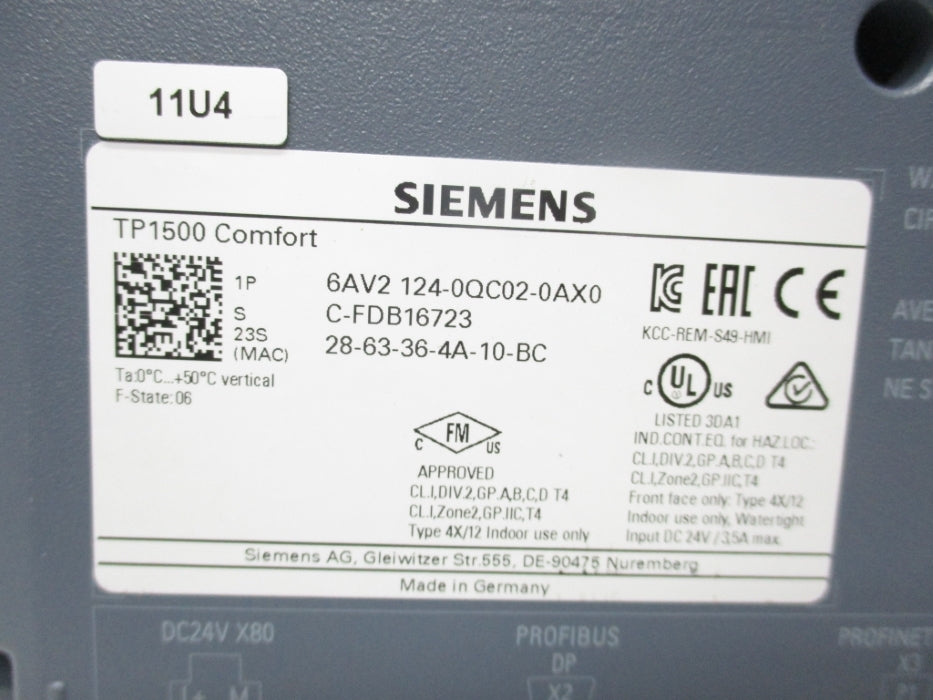 11U4
SIEMENS
TP1500 Comfort
1P 6AV2 124-0QC02-0AX0
S C-FDB16723
23S (MAC) 28-63-36-4A-10-BC
Ta:0°C...+50°C vertical
F-State: 06
KCC-REM-S49-HMI
EAC CE
C UL US
LISTED 3DA1
IND.CONT.EQ. for HAZ.LOC.:
CL.I,DIV.2,GP.A,B,C,D T4
CL.I,Zone2,GP.IIC,T4
Front face only: Type 4X/12
Indoor use only, Watertight
Input DC 24V / 3,5A max.
C FM US
APPROVED
CL.I,DIV.2,GP.A,B,C,D T4
CL.I,Zone2,GP.IIC,T4
Type 4X/12 Indoor use only
Siemens AG, Gleiwitzer Str.555, DE-90475 Nuremberg
Made in Germany
DC24V X80
PROFIBUS
DP
X2
PROFINET
X3
P1
+ M